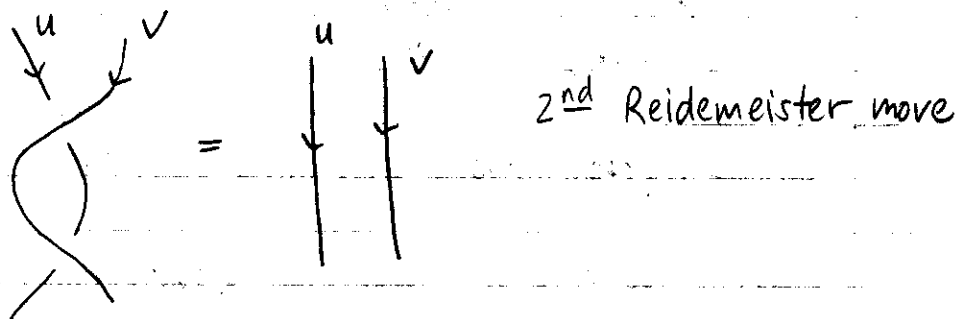 u v
u
v
=
2nd Reidemeister move